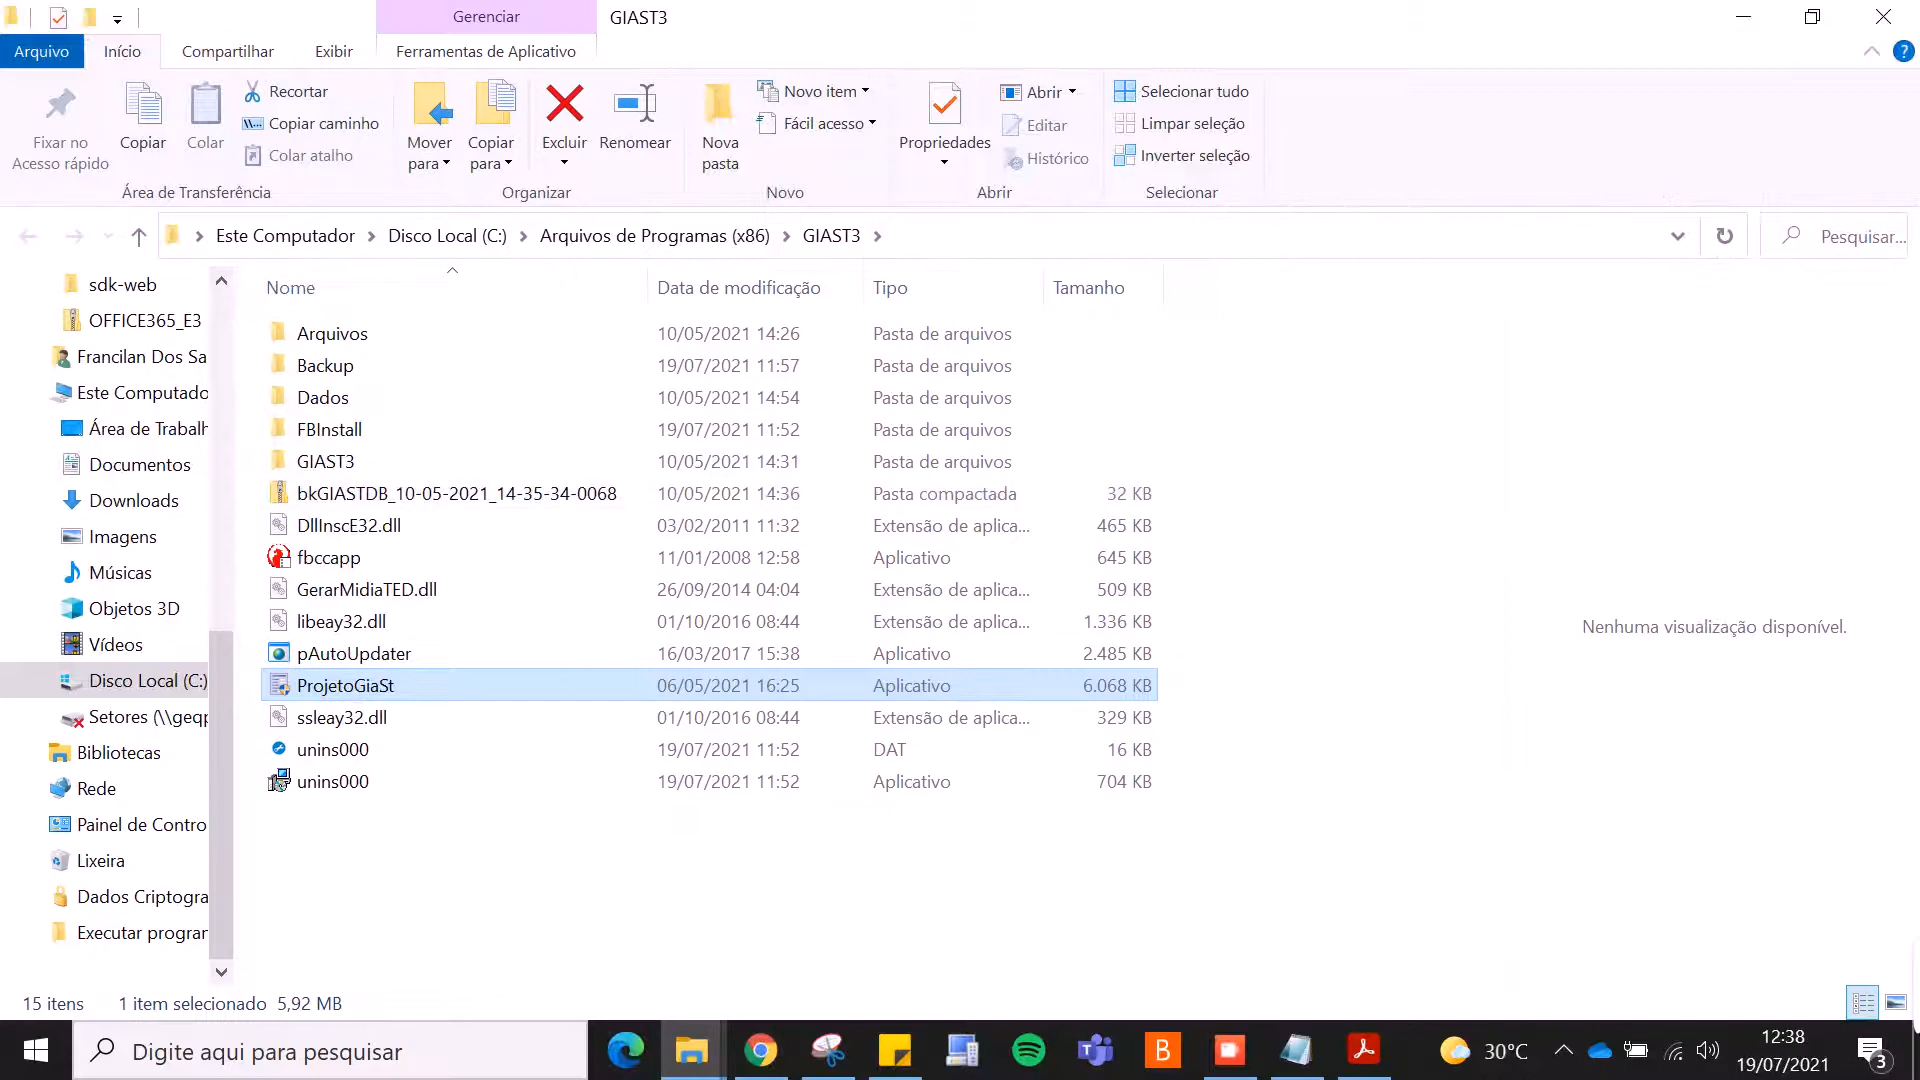 Gerenciar
GIAST3
Arquivo
Início
Compartilhar
Exibir
Ferramentas de Aplicativo
?
Fixar no
Acesso rápido
Copiar
Colar
Recortar
Copiar caminho
Colar atalho
Área de Transferência
Mover
para
Copiar
para
Excluir
Renomear
Organizar
Nova
pasta
Novo item
Fácil acesso
Novo
Propriedades
Abrir
Editar
Histórico
Abrir
Selecionar tudo
Limpar seleção
Inverter seleção
Selecionar
Este Computador
Disco Local (C:)
Arquivos de Programas (x86)
GIAST3
Pesquisar...
sdk-web
OFFICE365_E3
Francilan Dos Sa
Este Computado
Área de Trabalh
Documentos
Downloads
Imagens
Músicas
Objetos 3D
Vídeos
Disco Local (C:)
Setores (\\geqp
Bibliotecas
Rede
Painel de Contro
Lixeira
Dados Criptogra
Executar prograr
Nome Data de modificação Tipo Tamanho
Arquivos 10/05/2021 14:26 Pasta de arquivos
Backup 19/07/2021 11:57 Pasta de arquivos
Dados 10/05/2021 14:54 Pasta de arquivos
FBInstall 19/07/2021 11:52 Pasta de arquivos
GIAST3 10/05/2021 14:31 Pasta de arquivos
bkGIASTDB_10-05-2021_14-35-34-0068 10/05/2021 14:36 Pasta compactada 32 KB
DllInscE32.dll 03/02/2011 11:32 Extensão de aplica... 465 KB
fbccapp 11/01/2008 12:58 Aplicativo 645 KB
GerarMidiaTED.dll 26/09/2014 04:04 Extensão de aplica... 509 KB
libeay32.dll 01/10/2016 08:44 Extensão de aplica... 1.336 KB
pAutoUpdater 16/03/2017 15:38 Aplicativo 2.485 KB
ProjetoGiaSt 06/05/2021 16:25 Aplicativo 6.068 KB
ssleay32.dll 01/10/2016 08:44 Extensão de aplica... 329 KB
unins000 19/07/2021 11:52 DAT 16 KB
unins000 19/07/2021 11:52 Aplicativo 704 KB
Nenhuma visualização disponível.
15 itens 1 item selecionado 5,92 MB
Digite aqui para pesquisar
B
30°C
12:38
19/07/2021
3